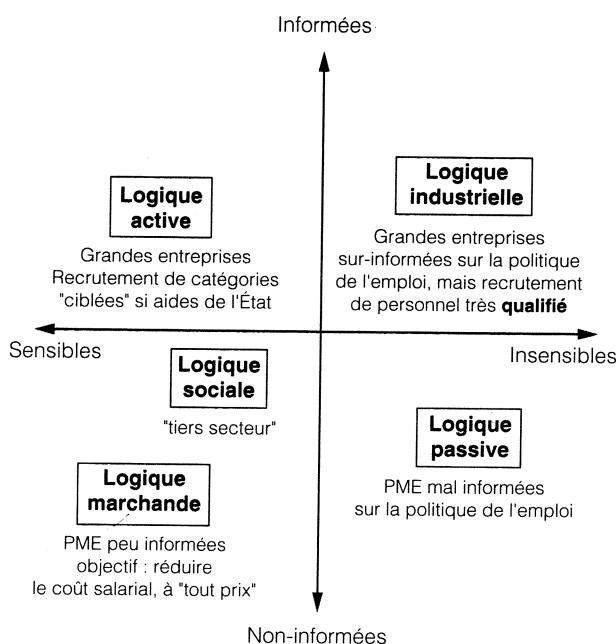 Informées
Logique
active
Grandes entreprises
Recrutement de catégories
"ciblées" si aides de l'État
Logique
industrielle
Grandes entreprises
sur-informées sur la politique
de l'emploi, mais recrutement
de personnel très qualifié
Sensibles
Insensibles
Logique
sociale
"tiers secteur"
Logique
passive
PME mal informées
sur la politique de l'emploi
Logique
marchande
PME peu informées
objectif : réduire
le coût salarial, à "tout prix"
Non-informées